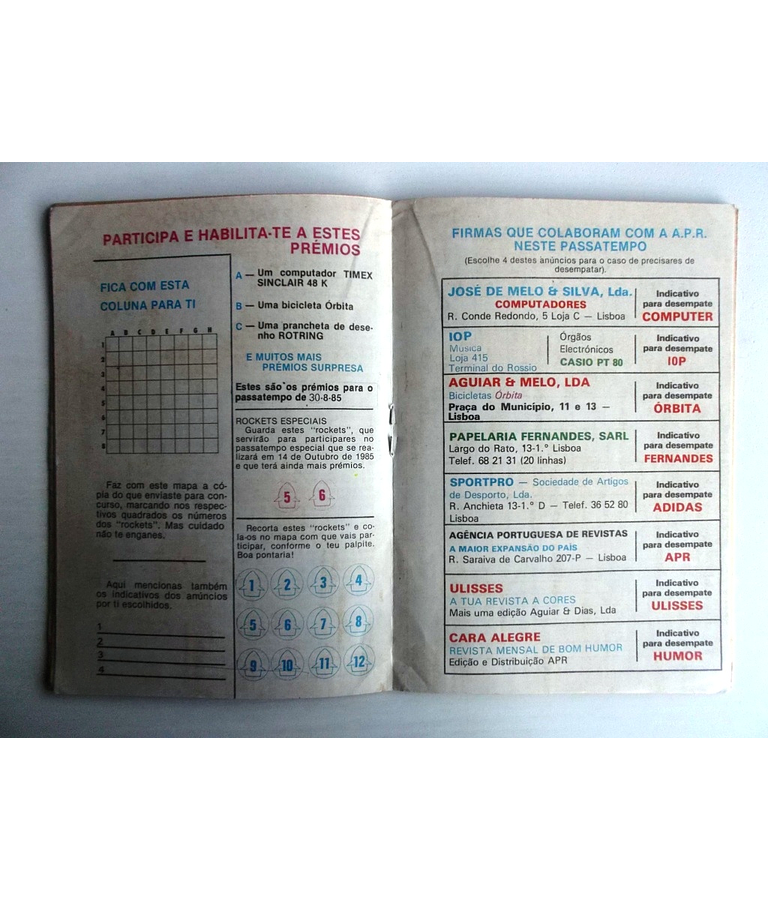 PARTICIPA E HABILITA-TE A ESTES
PRÉMIOS
FICA COM ESTA
COLUNA PARA TI
A B C D E F G H
1
2
3
4
5
6
7
8
Faz com este mapa a có-
pia do que enviaste para con-
curso, marcando nos respec-
tivos quadrados os números
dos "rockets". Mas cuidado
não te enganes.
Aqui mencionas também
os indicativos dos anúncios
por ti escolhidos.
1
2
3
4
A — Um computador TIMEX
SINCLAIR 48 K
B — Uma bicicleta Órbita
C — Uma prancheta de dese-
nho ROTRING
E MUITOS MAIS
PRÉMIOS SURPRESA
Estes são os prémios para o
passatempo de 30-8-85
ROCKETS ESPECIAIS
Guarda estes "rockets", que
servirão para participares no
passatempo especial que se rea-
lizará em 14 de Outubro de 1985
e que terá ainda mais prémios.
5 6
Recorta estes "rockets" e co-
la-os no mapa com que vais par-
ticipar, conforme o teu palpite.
Boa pontaria!
1 2 3 4
5 6 7 8
9 10 11 12
FIRMAS QUE COLABORAM COM A A.P.R.
NESTE PASSATEMPO
(Escolhe 4 destes anúncios para o caso de precisares de
desempatar).
JOSÉ DE MELO & SILVA, Lda.
COMPUTADORES
R. Conde Redondo, 5 Loja C — Lisboa
Indicativo
para desempate
COMPUTER
IOP
Música
Loja 415
Terminal do Rossio
Órgãos
Electrónicos
CASIO PT 80
Indicativo
para desempate
IOP
AGUIAR & MELO, LDA
Bicicletas Órbita
Praça do Município, 11 e 13 —
Lisboa
Indicativo
para desempate
ÓRBITA
PAPELARIA FERNANDES, SARL
Largo do Rato, 13-1.º Lisboa
Telef. 68 21 31 (20 linhas)
Indicativo
para desempate
FERNANDES
SPORTPRO — Sociedade de Artigos
de Desporto, Lda.
R. Anchieta 13-1.º D — Telef. 36 52 80
Lisboa
Indicativo
para desempate
ADIDAS
AGÊNCIA PORTUGUESA DE REVISTAS
A MAIOR EXPANSÃO DO PAÍS
R. Saraiva de Carvalho 207-P — Lisboa
Indicativo
para desempate
APR
ULISSES
A TUA REVISTA A CORES
Mais uma edição Aguiar & Dias, Lda
Indicativo
para desempate
ULISSES
CARA ALEGRE
REVISTA MENSAL DE BOM HUMOR
Edição e Distribuição APR
Indicativo
para desempate
HUMOR